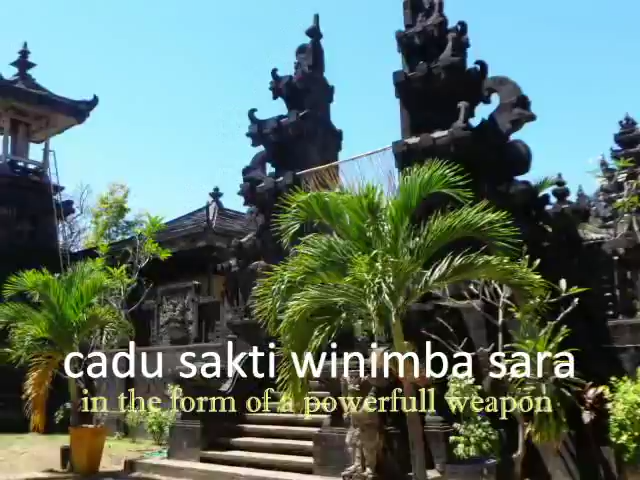 cadu sakti winimba sara
in the form of a powerfull weapon